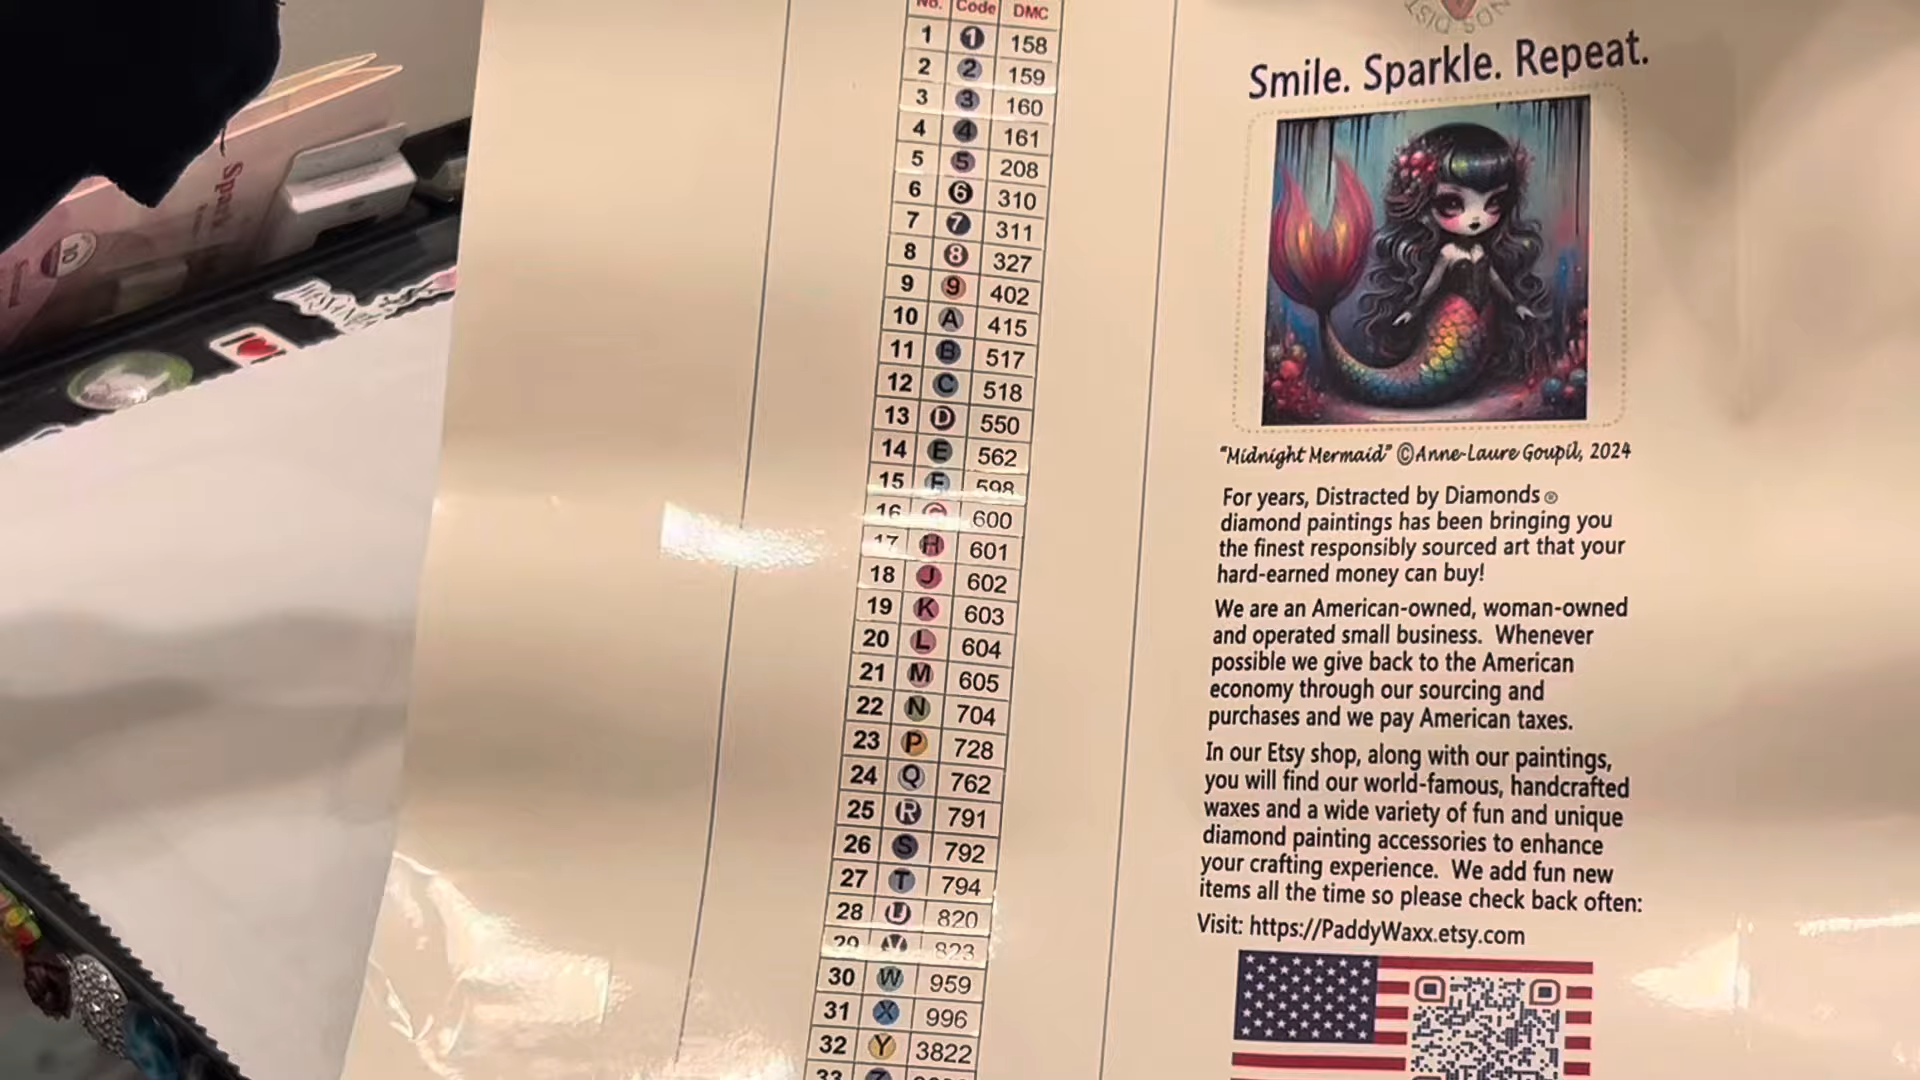 No. Code DMC
1 1 158
2 2 159
3 3 160
4 4 161
5 5 208
6 6 310
7 7 311
8 8 327
9 9 402
10 A 415
11 B 517
12 C 518
13 D 550
14 E 562
15 F 598
16 G 600
17 H 601
18 J 602
19 K 603
20 L 604
21 M 605
22 N 704
23 P 728
24 Q 762
25 R 791
26 S 792
27 T 794
28 U 820
29 V 823
30 W 959
31 X 996
32 Y 3822
33 Z
Smile. Sparkle. Repeat.
"Midnight Mermaid" ©Anne-Laure Goupil, 2024
For years, Distracted by Diamonds ®
diamond paintings has been bringing you
the finest responsibly sourced art that your
hard-earned money can buy!
We are an American-owned, woman-owned
and operated small business. Whenever
possible we give back to the American
economy through our sourcing and
purchases and we pay American taxes.
In our Etsy shop, along with our paintings,
you will find our world-famous, handcrafted
waxes and a wide variety of fun and unique
diamond painting accessories to enhance
your crafting experience. We add fun new
items all the time so please check back often:
Visit: https://PaddyWaxx.etsy.com